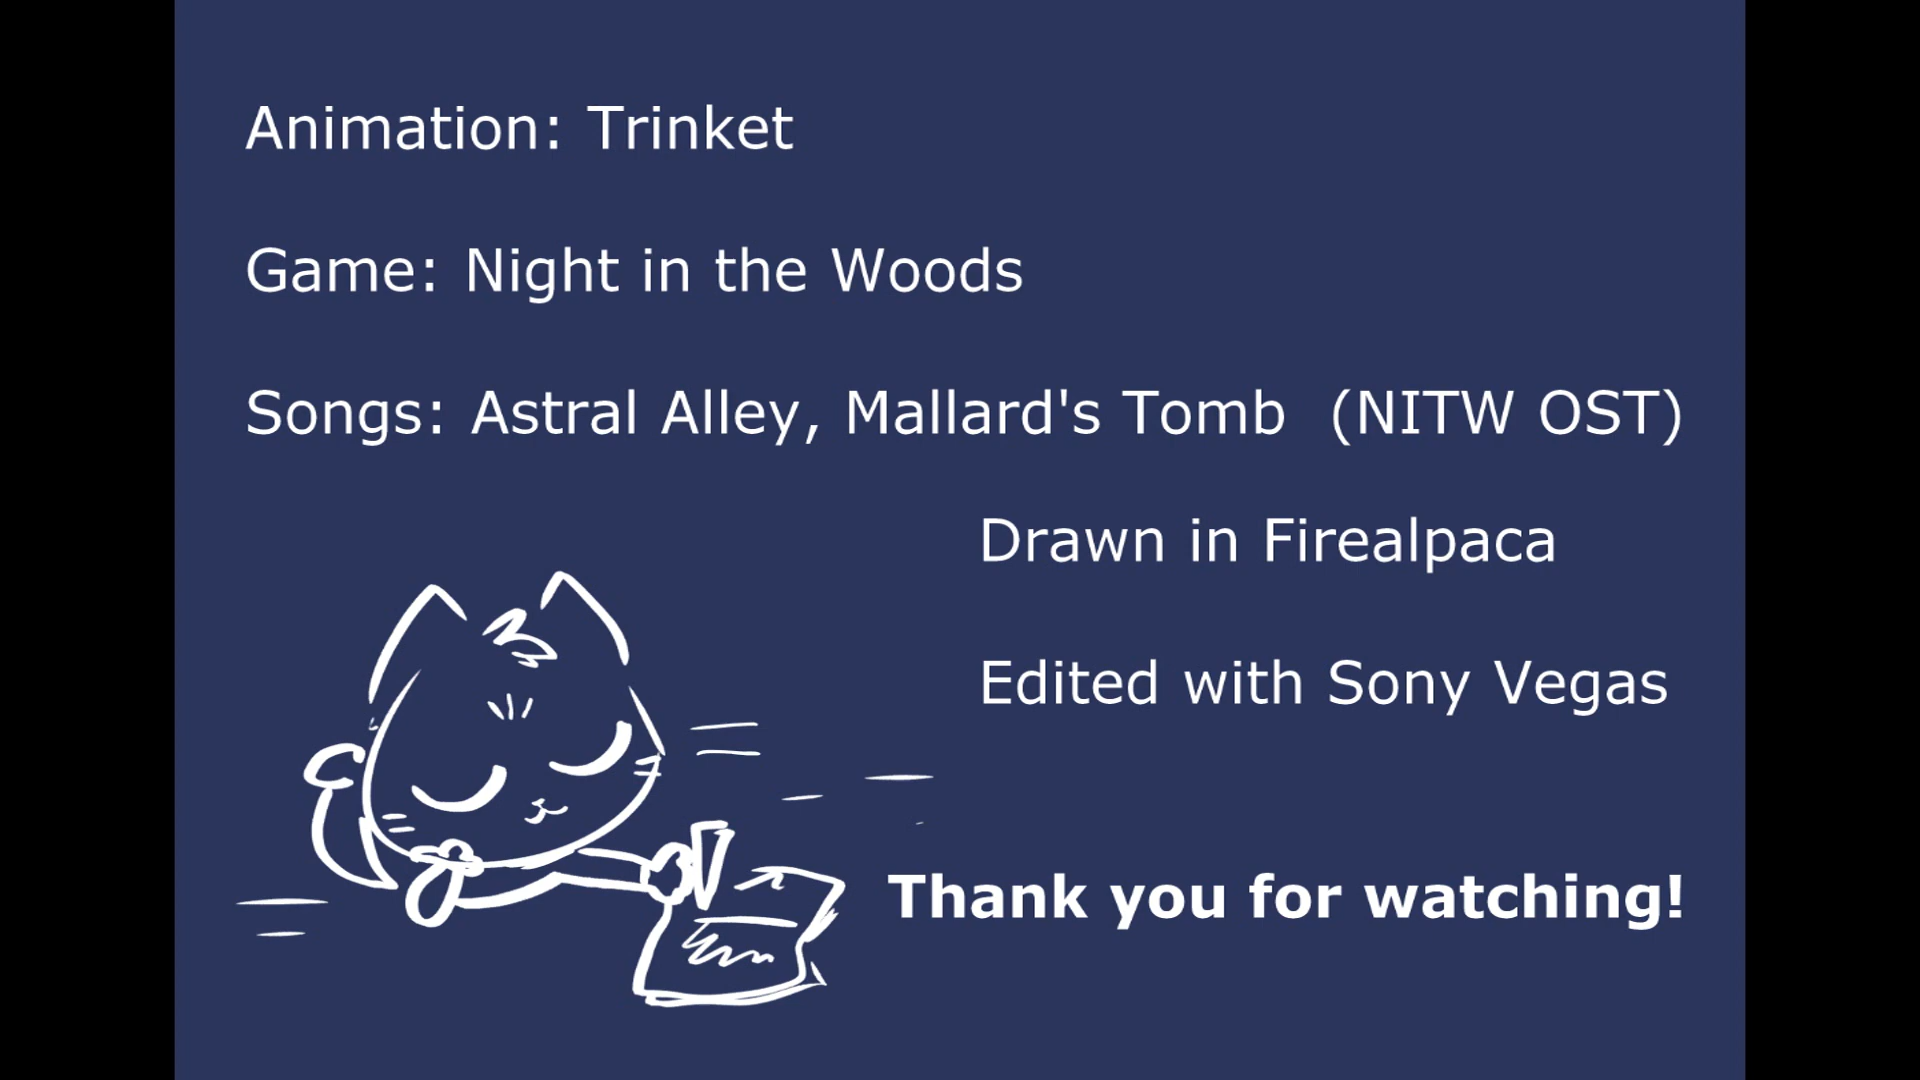 Animation: Trinket
Game: Night in the Woods
Songs: Astral Alley, Mallard's Tomb (NITW OST)
Drawn in Firealpaca
Edited with Sony Vegas
Thank you for watching!